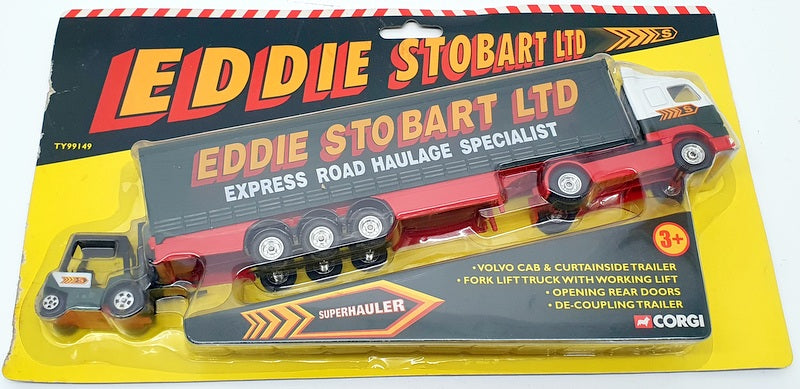 EDDIE STOBART LTD S
TY99149
EDDIE STOBART LTD
EXPRESS ROAD HAULAGE SPECIALIST
S
3+
• VOLVO CAB & CURTAINSIDE TRAILER
• FORK LIFT TRUCK WITH WORKING LIFT
• OPENING REAR DOORS
• DE-COUPLING TRAILER
SUPERHAULER
CORGI